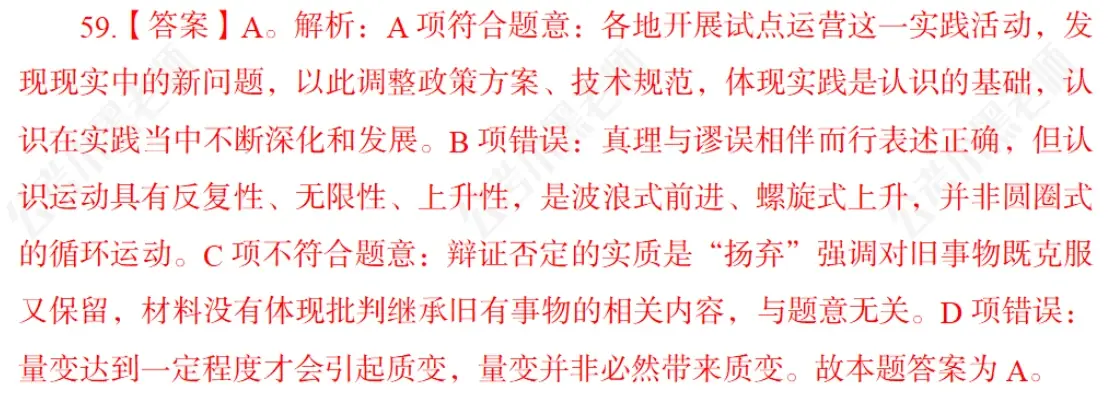 59.【答案】A。解析：A 项符合题意：各地开展试点运营这一实践活动，发
现现实中的新问题，以此调整政策方案、技术规范，体现实践是认识的基础，认
识在实践当中不断深化和发展。B 项错误：真理与谬误相伴而行表述正确，但认
识运动具有反复性、无限性、上升性，是波浪式前进、螺旋式上升，并非圆圈式
的循环运动。C 项不符合题意：辩证否定的实质是“扬弃”强调对旧事物既克服
又保留，材料没有体现批判继承旧有事物的相关内容，与题意无关。D 项错误：
量变达到一定程度才会引起质变，量变并非必然带来质变。故本题答案为 A。